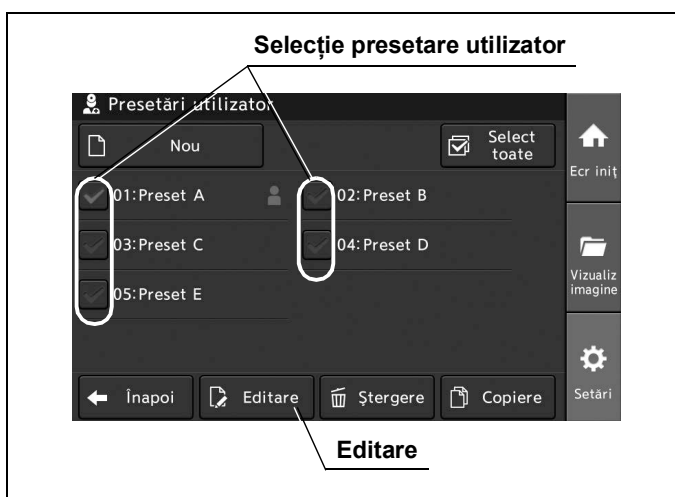 Selecție presetare utilizator
Presetări utilizator
Nou
Select
toate
Ecr iniț
01:Preset A
02:Preset B
03:Preset C
04:Preset D
Vizualiz
imagine
05:Preset E
Înapoi
Editare
Ștergere
Copiere
Setări
Editare